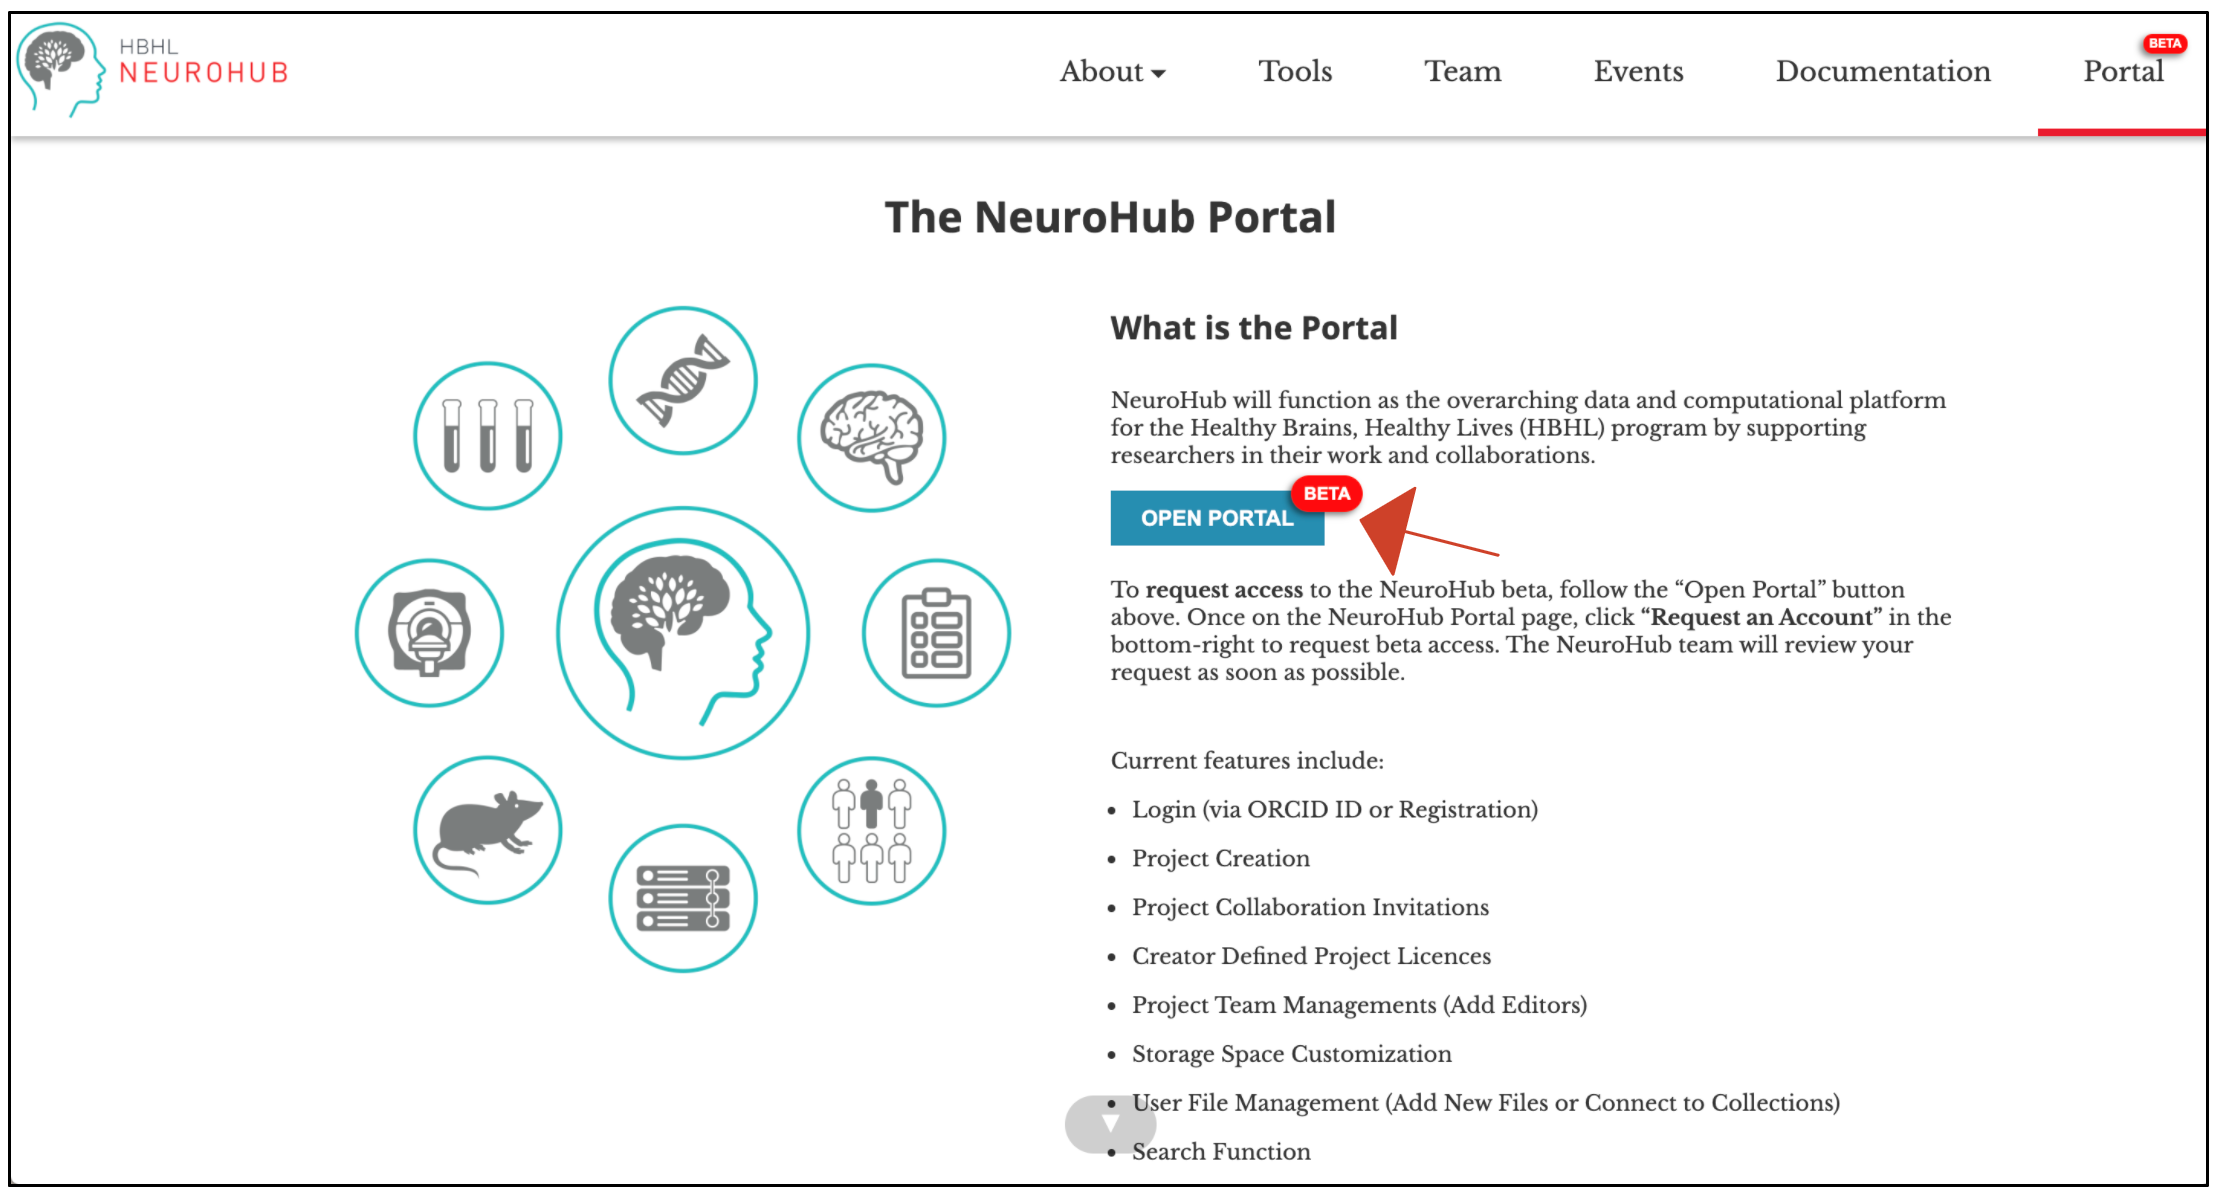 HBHL
NEUROHUB
About
Tools
Team
Events
Documentation
Portal
BETA
The NeuroHub Portal
What is the Portal
NeuroHub will function as the overarching data and computational platform
for the Healthy Brains, Healthy Lives (HBHL) program by supporting
researchers in their work and collaborations.
OPEN PORTAL
BETA
To request access to the NeuroHub beta, follow the “Open Portal” button
above. Once on the NeuroHub Portal page, click “Request an Account” in the
bottom-right to request beta access. The NeuroHub team will review your
request as soon as possible.
Current features include:
• Login (via ORCID ID or Registration)
• Project Creation
• Project Collaboration Invitations
• Creator Defined Project Licences
• Project Team Managements (Add Editors)
• Storage Space Customization
• User File Management (Add New Files or Connect to Collections)
• Search Function